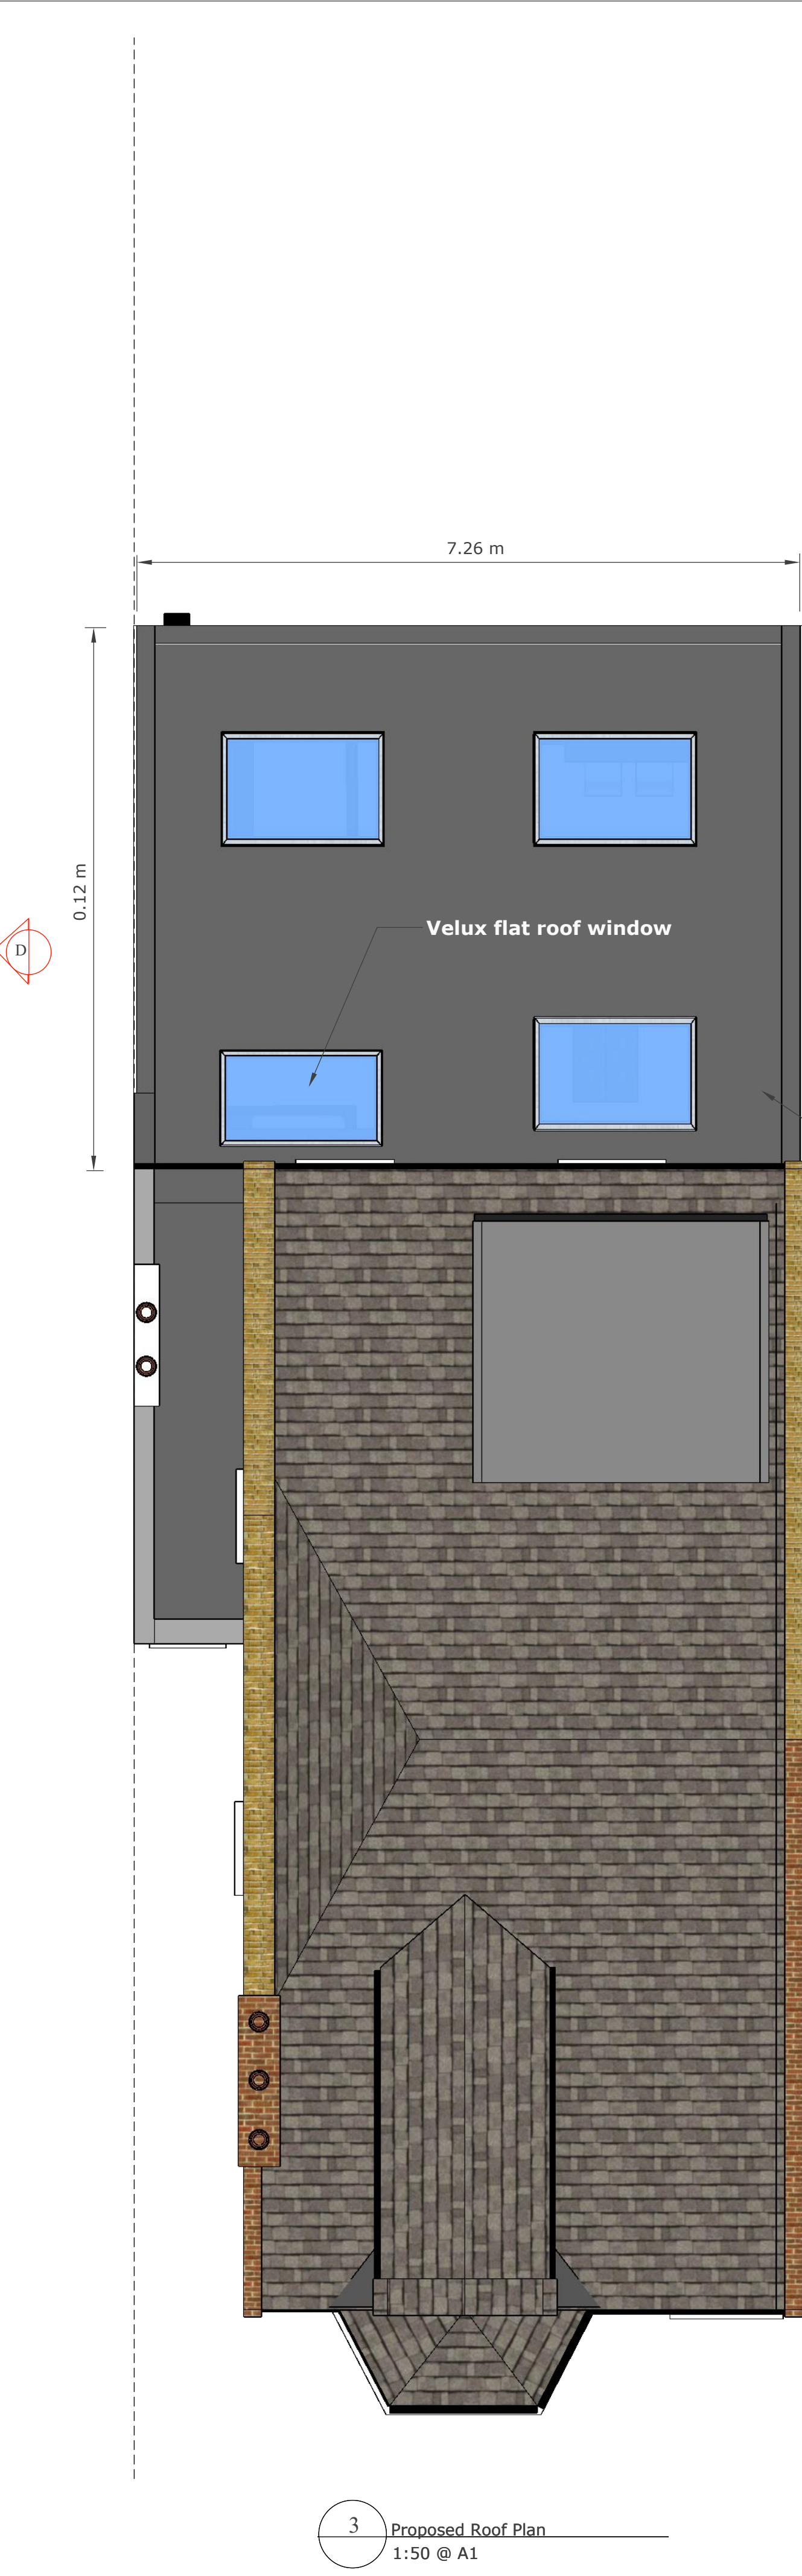 7.26 m
0.12 m
D
Velux flat roof window
3
Proposed Roof Plan
1:50 @ A1